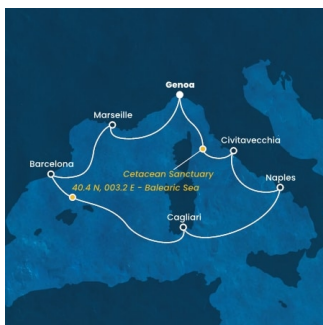 Genoa
Marseille
Civitavecchia
Barcelona
Cetacean Sanctuary
Naples
40.4 N, 003.2 E - Balearic Sea
Cagliari